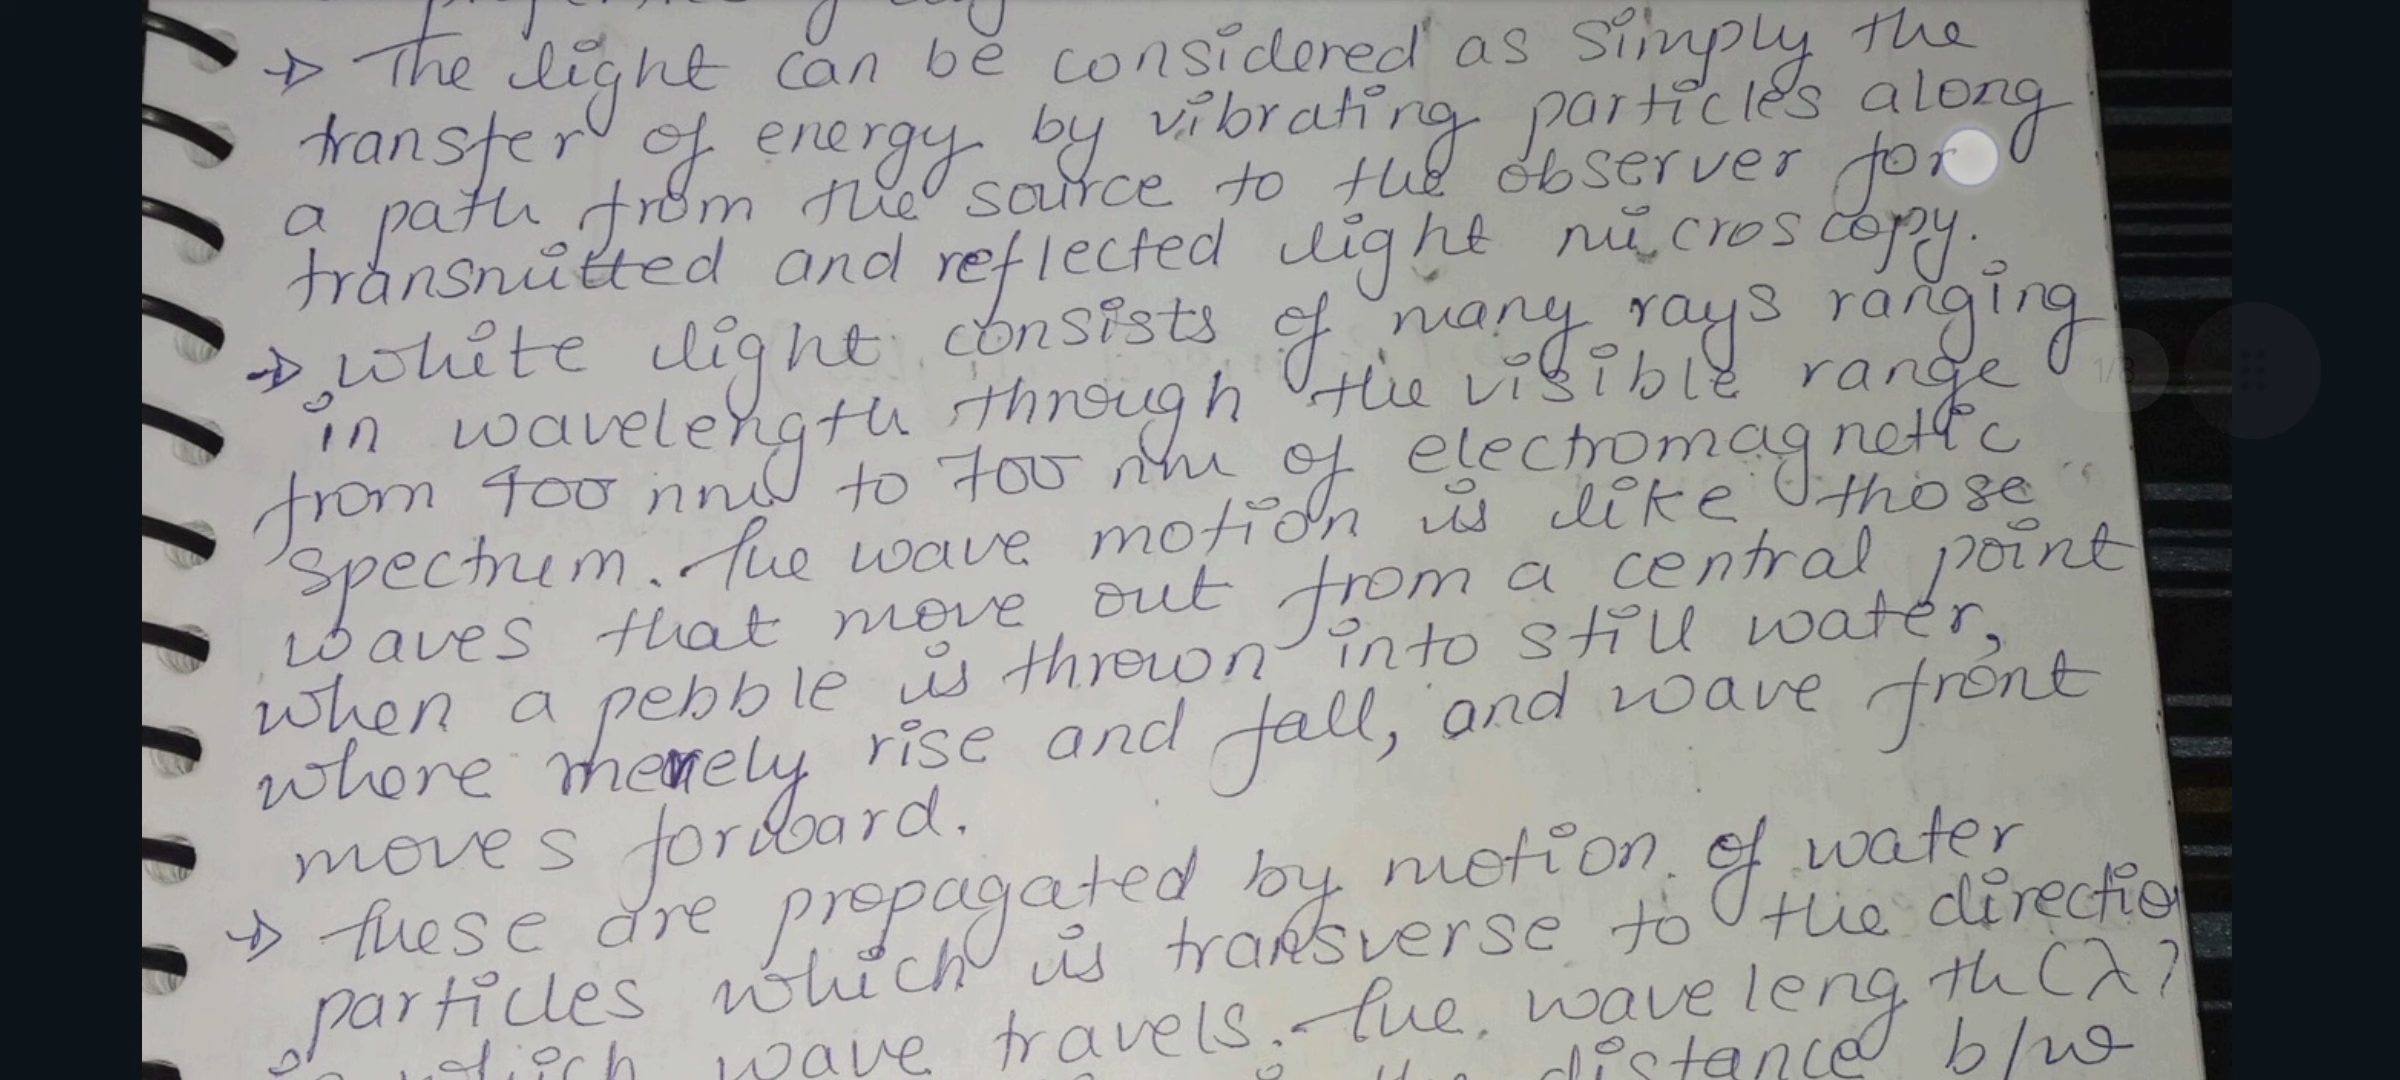 → The light can be considered as simply the
transfer of energy by vibrating particles along
a path from the source to the observer for
transmitted and reflected light microscopy.
→ white light consists of many rays ranging
in wavelength through the visible range
from 400 nm to 700 nm of electromagnetic
spectrum. The wave motion is like those
waves that move out from a central point
when a pebble is thrown into still water,
where merely rise and fall, and wave front
moves forward.
→ These are propagated by motion of water
particles which is transverse to the directio
in which wave travels. The wavelength (λ)
distance b/w
1/3